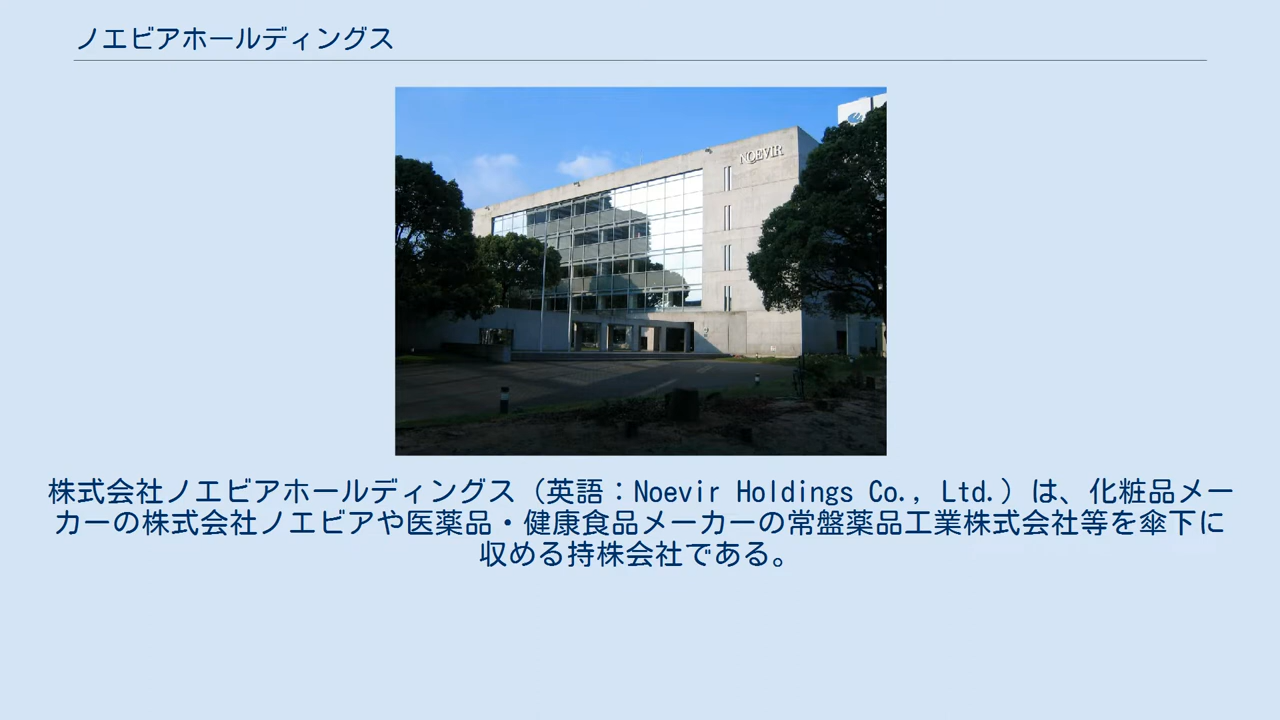 ノエビアホールディングス
NOEVIR
株式会社ノエビアホールディングス（英語：Noevir Holdings Co., Ltd.）は、化粧品メー
カーの株式会社ノエビアや医薬品・健康食品メーカーの常盤薬品工業株式会社等を傘下に
収める持株会社である。